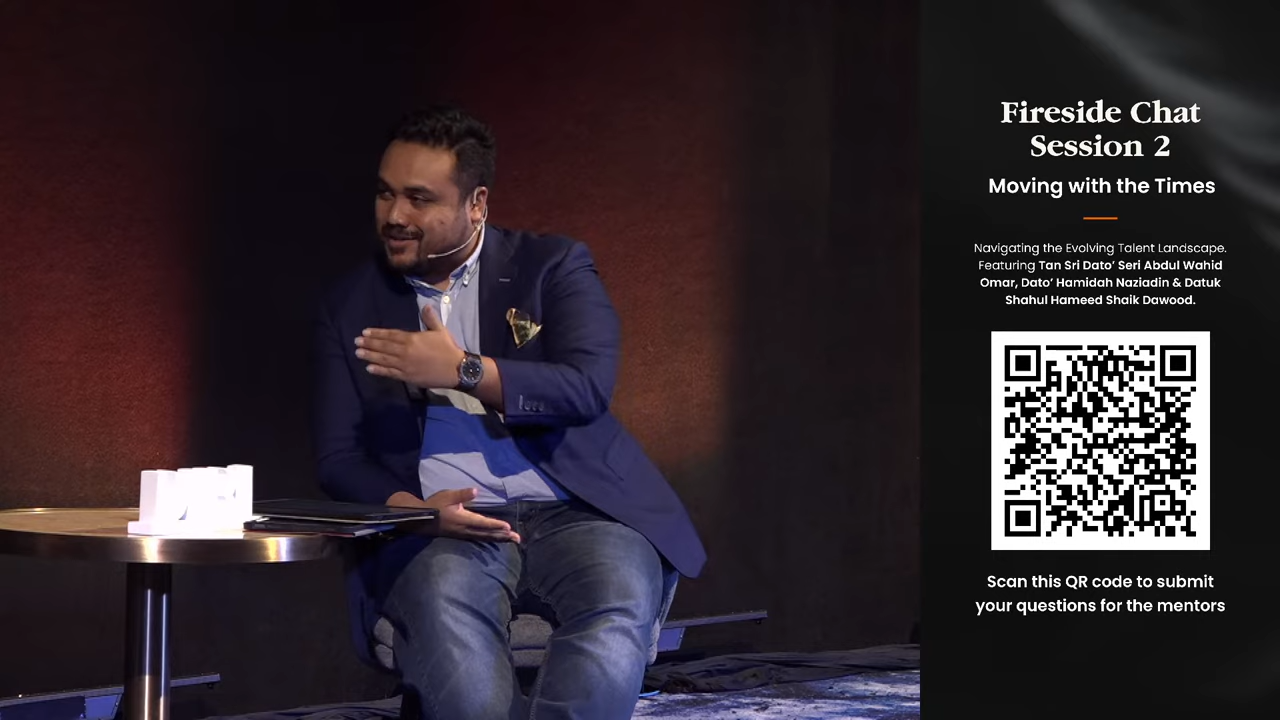 Fireside Chat
Session 2
Moving with the Times
Navigating the Evolving Talent Landscape.
Featuring Tan Sri Dato’ Seri Abdul Wahid
Omar, Dato’ Hamidah Naziadin & Datuk
Shahul Hameed Shaik Dawood.
Scan this QR code to submit
your questions for the mentors